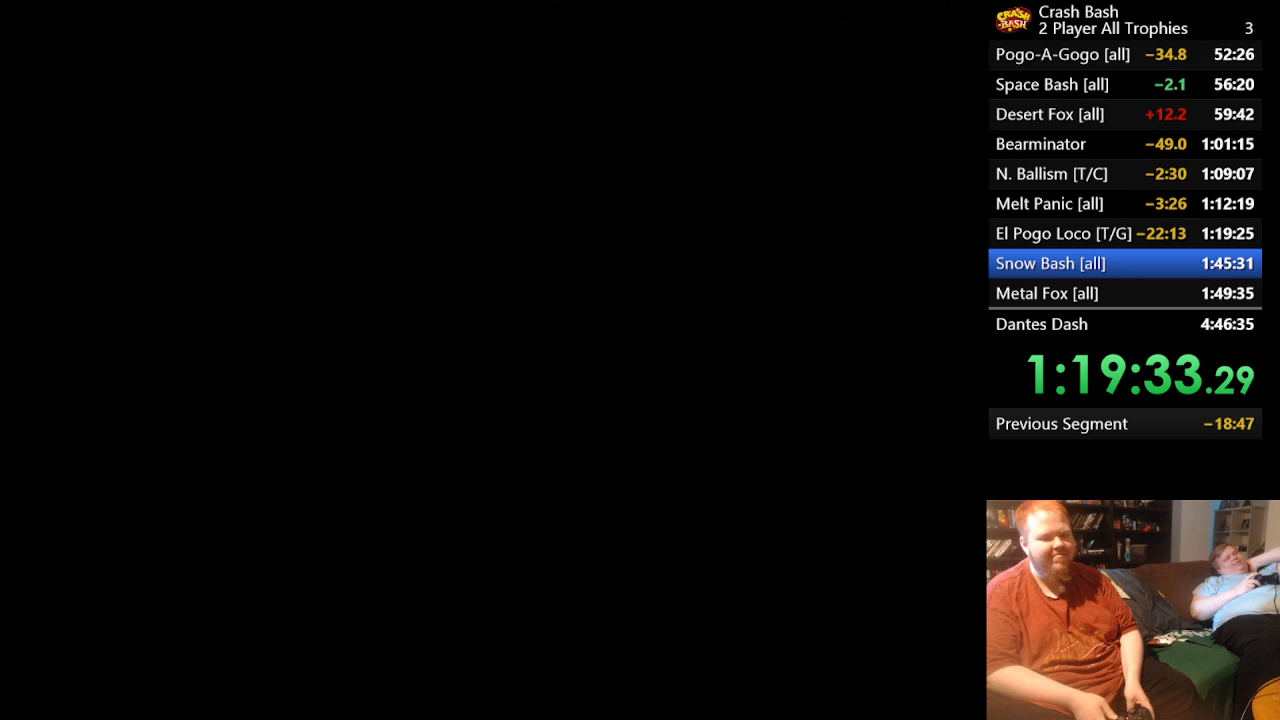 CRASH BASH
Crash Bash
2 Player All Trophies 3
Pogo-A-Gogo [all] −34.8 52:26
Space Bash [all] −2.1 56:20
Desert Fox [all] +12.2 59:42
Bearminator −49.0 1:01:15
N. Ballism [T/C] −2:30 1:09:07
Melt Panic [all] −3:26 1:12:19
El Pogo Loco [T/G] −22:13 1:19:25
Snow Bash [all] 1:45:31
Metal Fox [all] 1:49:35
Dantes Dash 4:46:35
1:19:33.29
Previous Segment −18:47